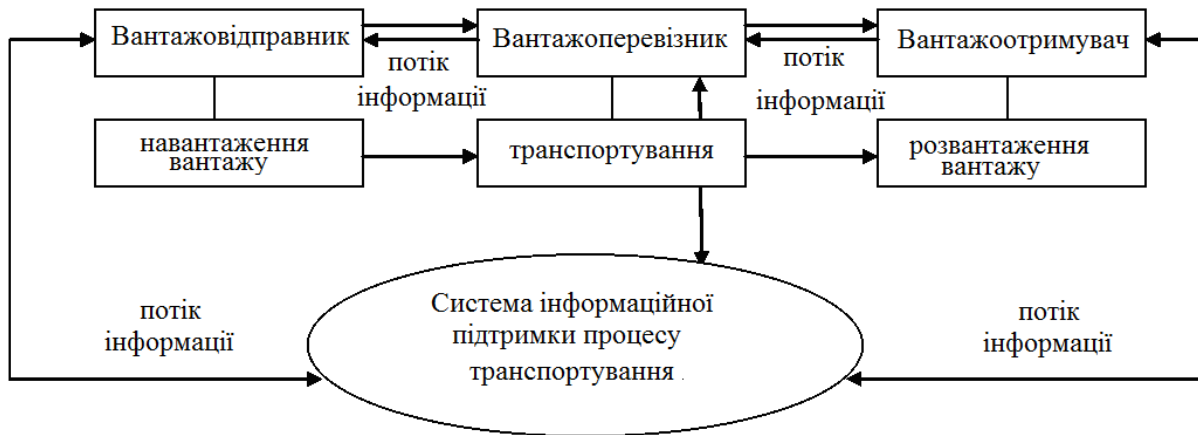 Вантажовідправник
Вантажоперевізник
Вантажоотримувач
потік
інформації
потік
інформації
навантаження
вантажу
транспортування
розвантаження
вантажу
Система інформаційної
підтримки процесу
транспортування
потік
інформації
потік
інформації